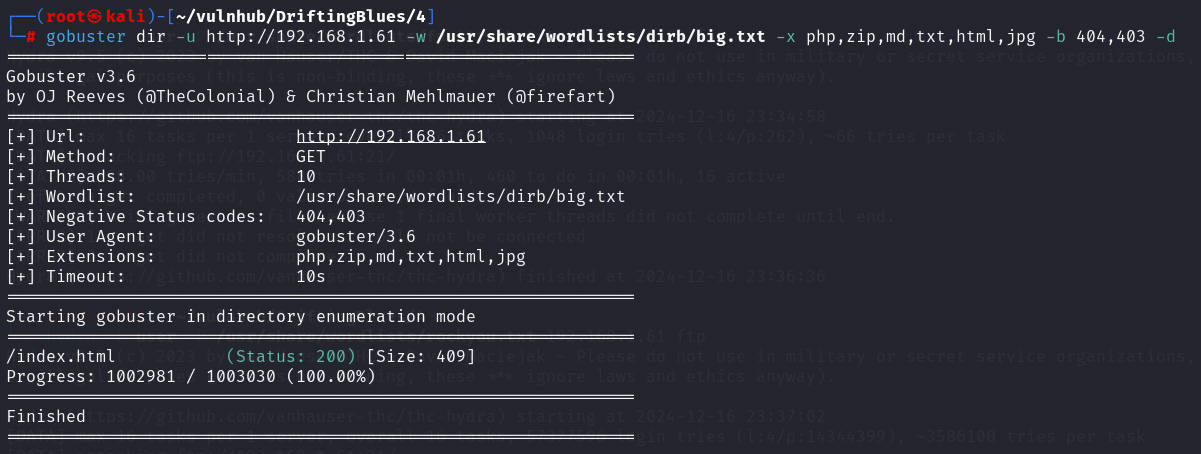 ┌──(root㉿kali)-[~/vulnhub/DriftingBlues/4]
└─# gobuster dir -u http://192.168.1.61 -w /usr/share/wordlists/dirb/big.txt -x php,zip,md,txt,html,jpg -b 404,403 -d
===============================================================
Gobuster v3.6
by OJ Reeves (@TheColonial) & Christian Mehlmauer (@firefart)
===============================================================
[+] Url: http://192.168.1.61
[+] Method: GET
[+] Threads: 10
[+] Wordlist: /usr/share/wordlists/dirb/big.txt
[+] Negative Status codes: 404,403
[+] User Agent: gobuster/3.6
[+] Extensions: php,zip,md,txt,html,jpg
[+] Timeout: 10s
===============================================================
Starting gobuster in directory enumeration mode
===============================================================
/index.html (Status: 200) [Size: 409]
Progress: 1002981 / 1003030 (100.00%)
===============================================================
Finished
===============================================================